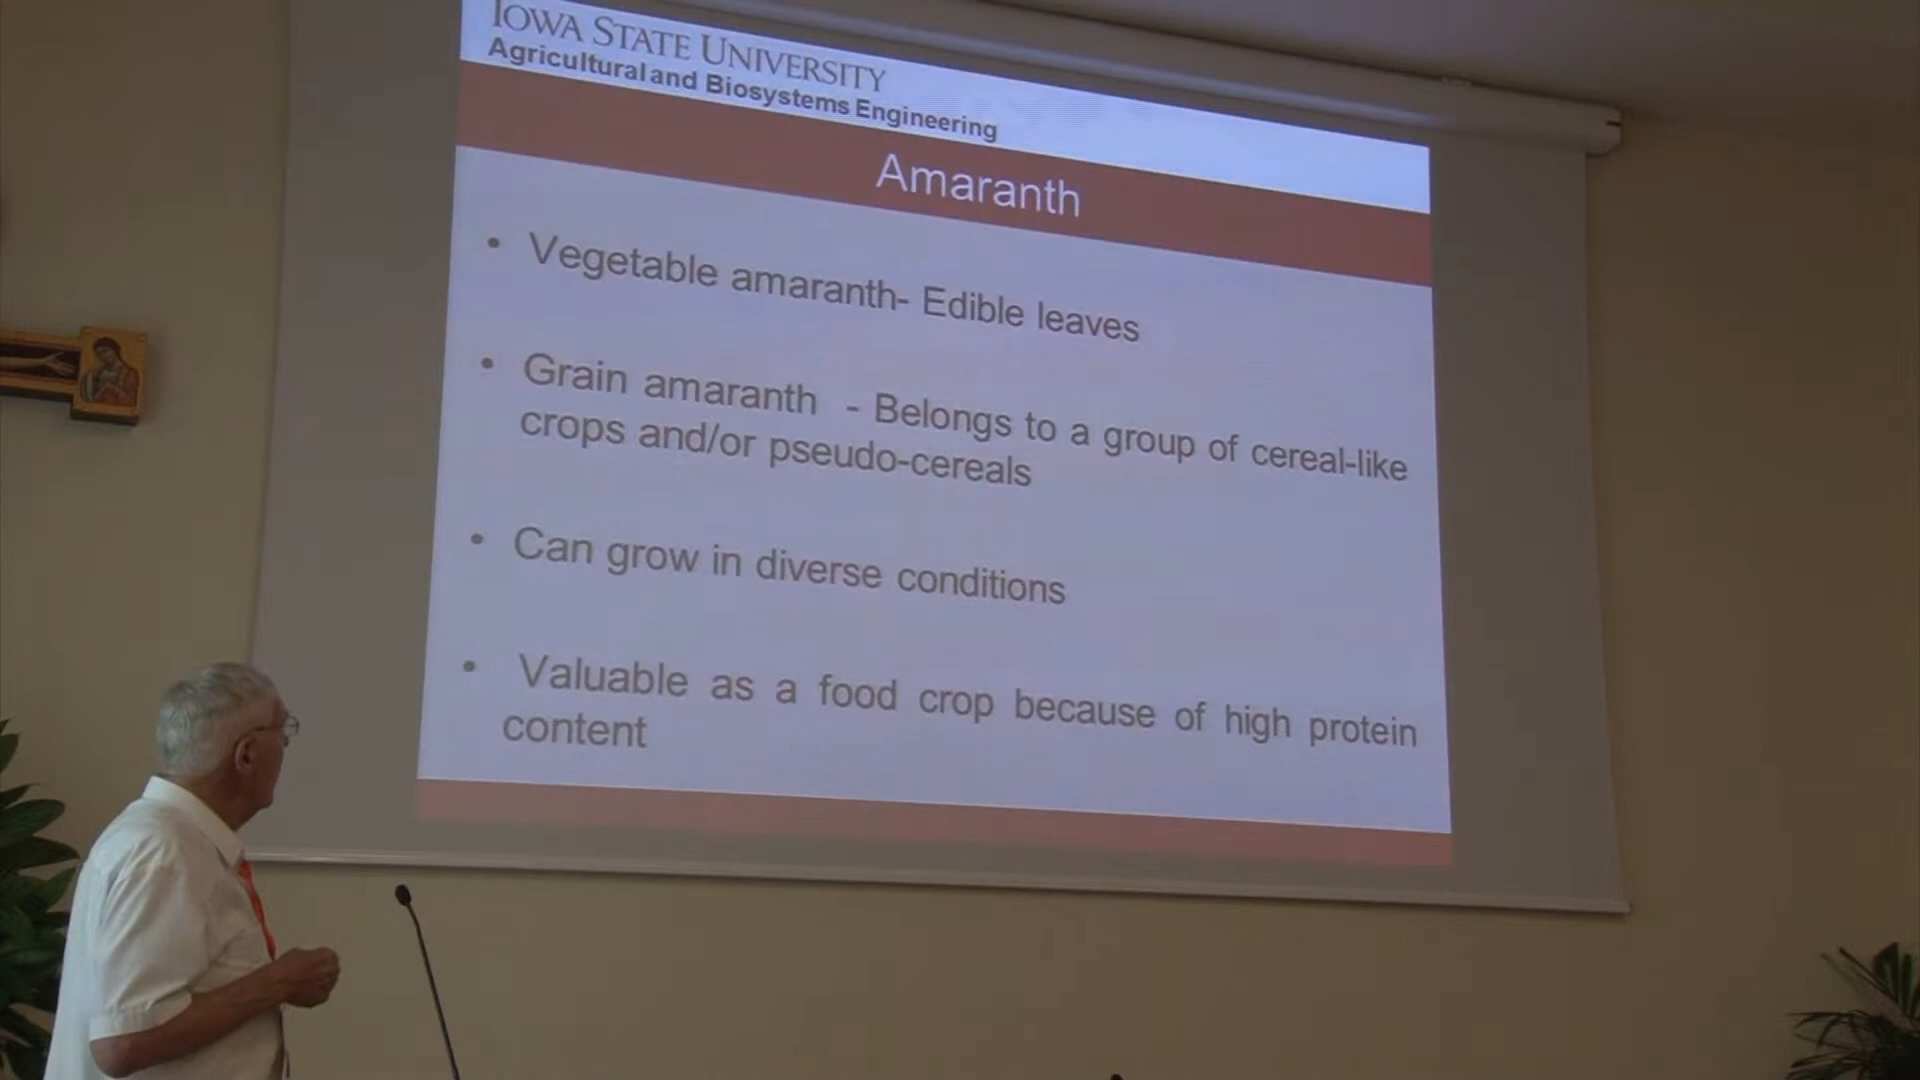 IOWA STATE UNIVERSITY
Agricultural and Biosystems Engineering
Amaranth
• Vegetable amaranth- Edible leaves
• Grain amaranth - Belongs to a group of cereal-like
crops and/or pseudo-cereals
• Can grow in diverse conditions
• Valuable as a food crop because of high protein
content